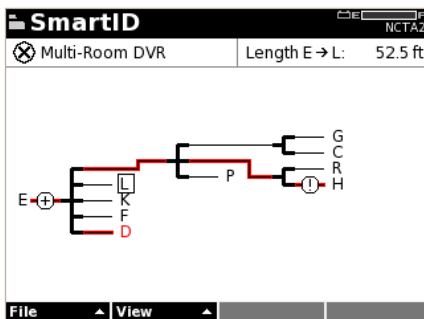 SmartID
E F
NCTA2
Multi-Room DVR
Length E → L: 52.5 ft
G
C
R
P
H
L
K
E
F
D
File
View